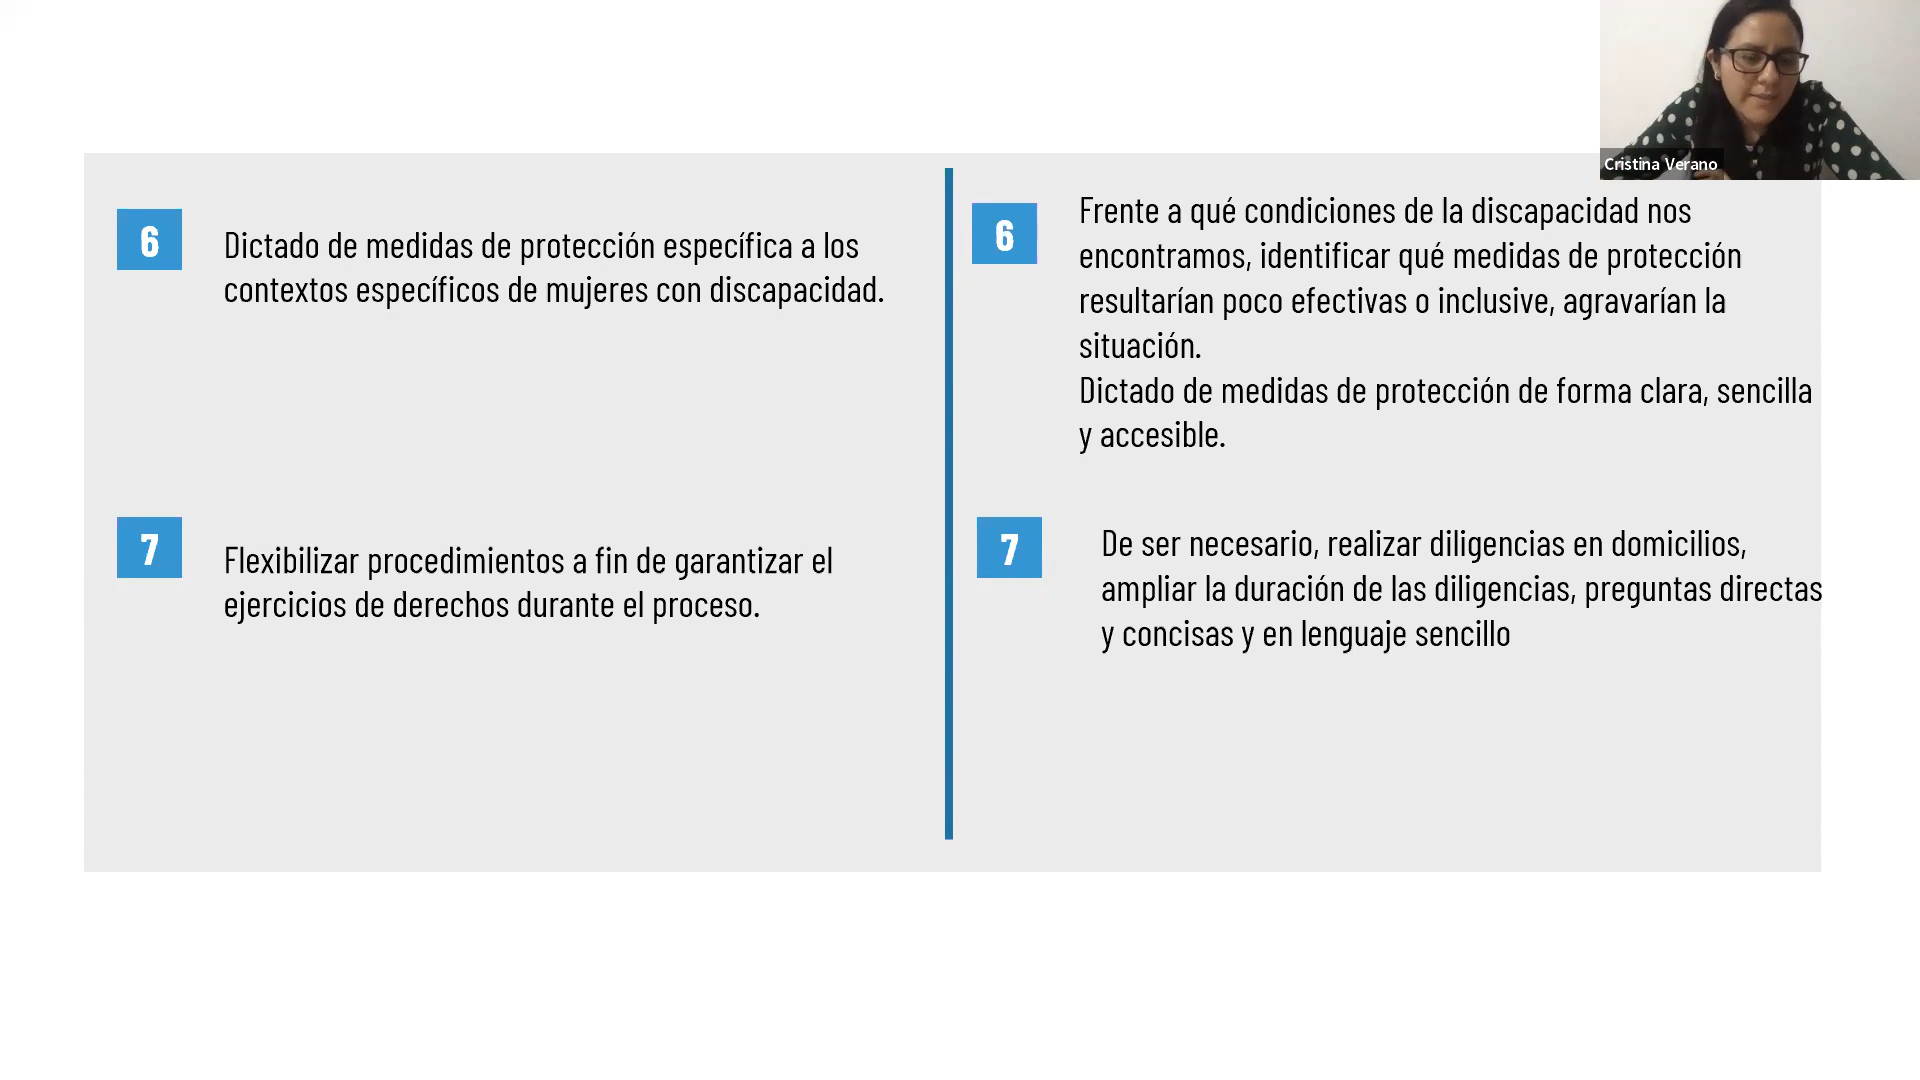 Cristina Verano
6
Dictado de medidas de protección específica a los
contextos específicos de mujeres con discapacidad.
6
Frente a qué condiciones de la discapacidad nos
encontramos, identificar qué medidas de protección
resultarían poco efectivas o inclusive, agravarían la
situación.
Dictado de medidas de protección de forma clara, sencilla
y accesible.
7
Flexibilizar procedimientos a fin de garantizar el
ejercicios de derechos durante el proceso.
7
De ser necesario, realizar diligencias en domicilios,
ampliar la duración de las diligencias, preguntas directas
y concisas y en lenguaje sencillo